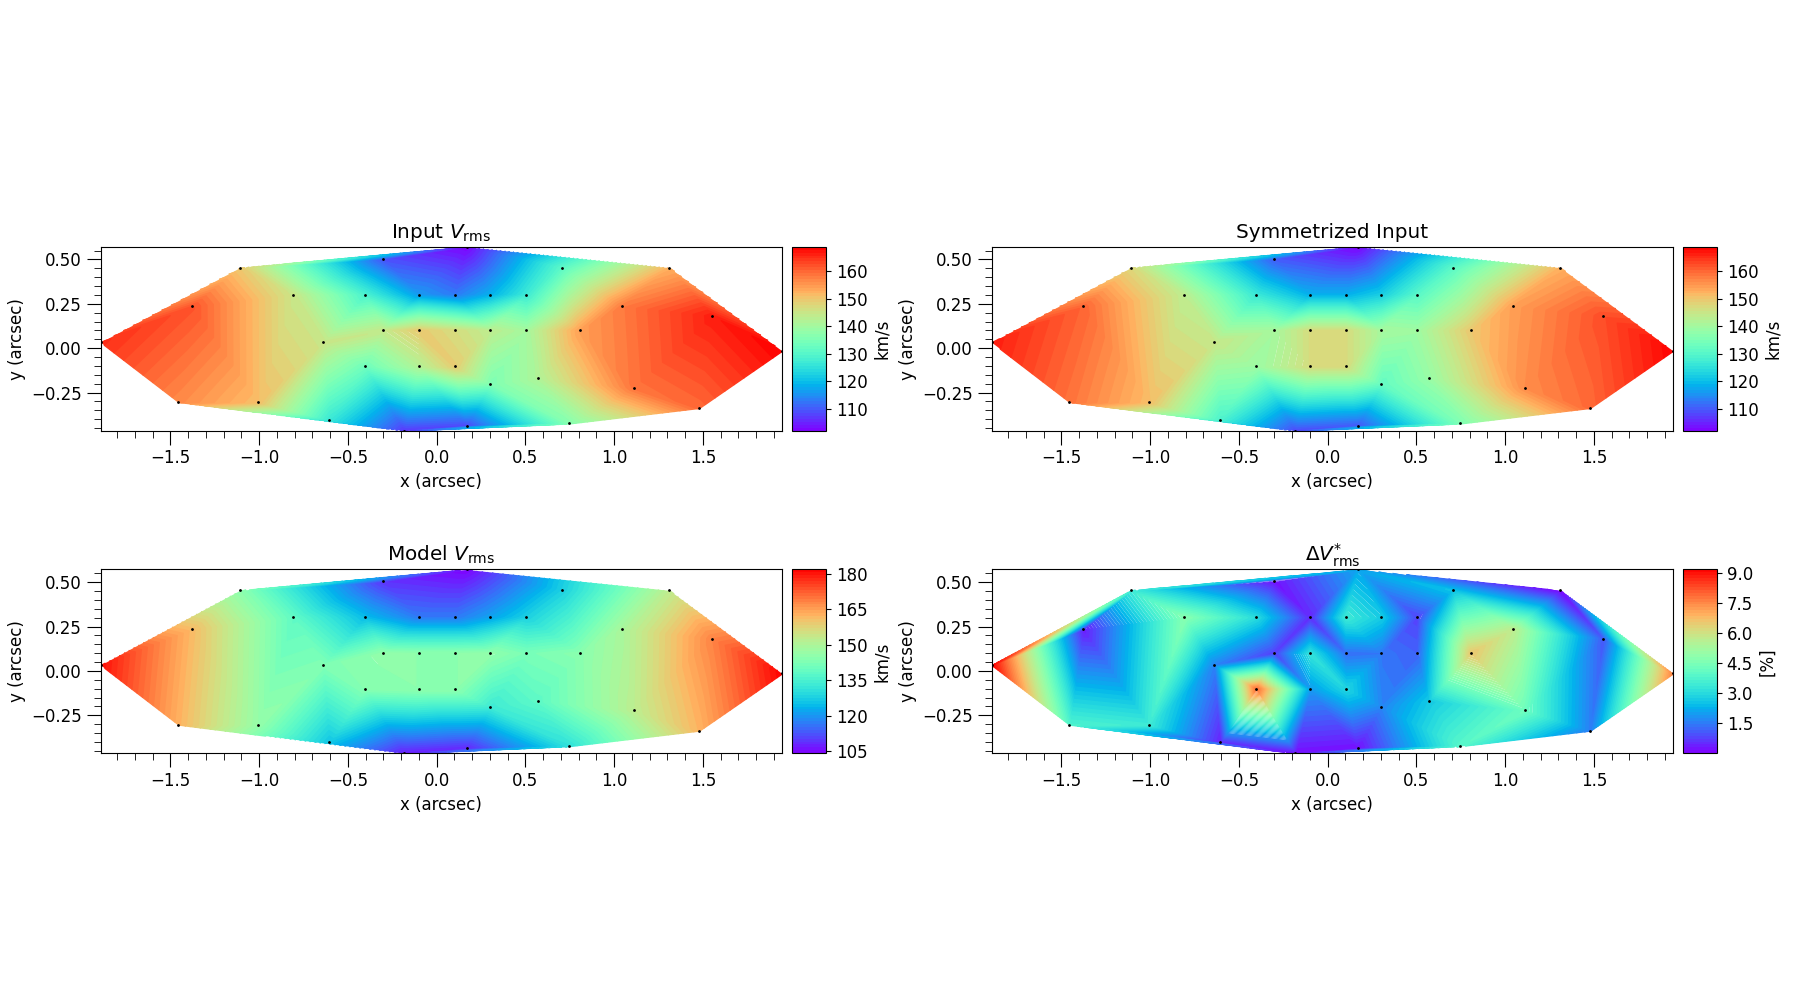 Input V_rms
0.50
0.25
0.00
−0.25
y (arcsec)
−1.5 −1.0 −0.5 0.0 0.5 1.0 1.5
x (arcsec)
160
150
140
130
120
110
km/s
Symmetrized Input
0.50
0.25
0.00
−0.25
y (arcsec)
−1.5 −1.0 −0.5 0.0 0.5 1.0 1.5
x (arcsec)
160
150
140
130
120
110
km/s
Model V_rms
0.50
0.25
0.00
−0.25
y (arcsec)
−1.5 −1.0 −0.5 0.0 0.5 1.0 1.5
x (arcsec)
180
165
150
135
120
105
km/s
ΔV*_rms
0.50
0.25
0.00
−0.25
y (arcsec)
−1.5 −1.0 −0.5 0.0 0.5 1.0 1.5
x (arcsec)
9.0
7.5
6.0
4.5
3.0
1.5
[%]